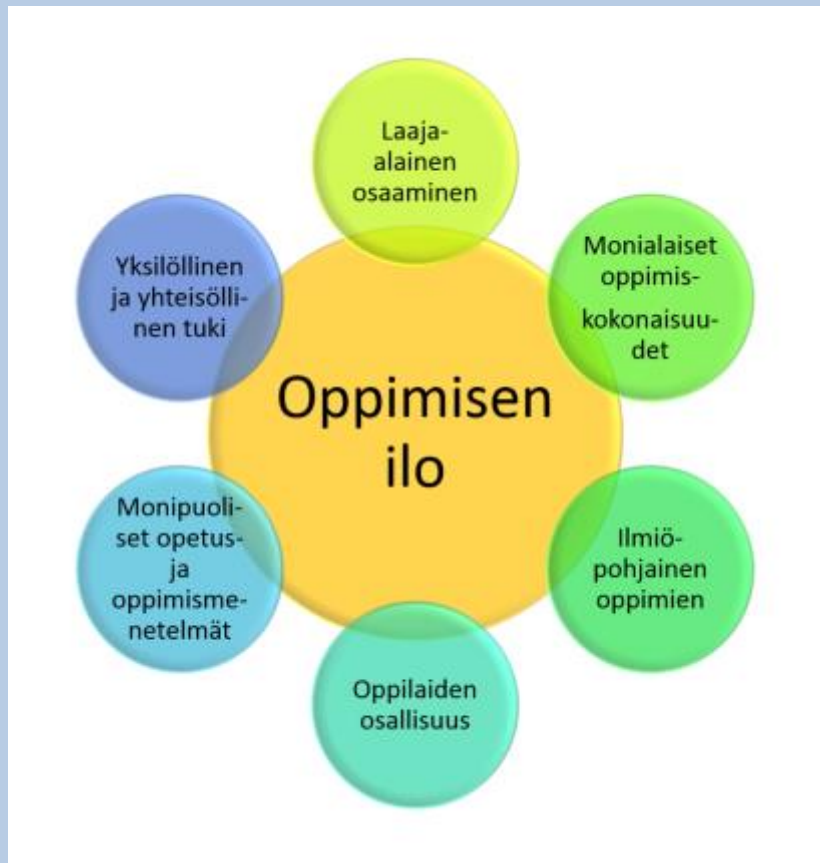 Laaja-
alainen
osaaminen
Monialaiset
oppimis-
kokonaisuu-
det
Ilmiö-
pohjainen
oppimien
Oppilaiden
osallisuus
Monipuoli-
set opetus-
ja
oppimisme-
netelmät
Yksilöllinen
ja yhteisölli-
nen tuki
Oppimisen
ilo